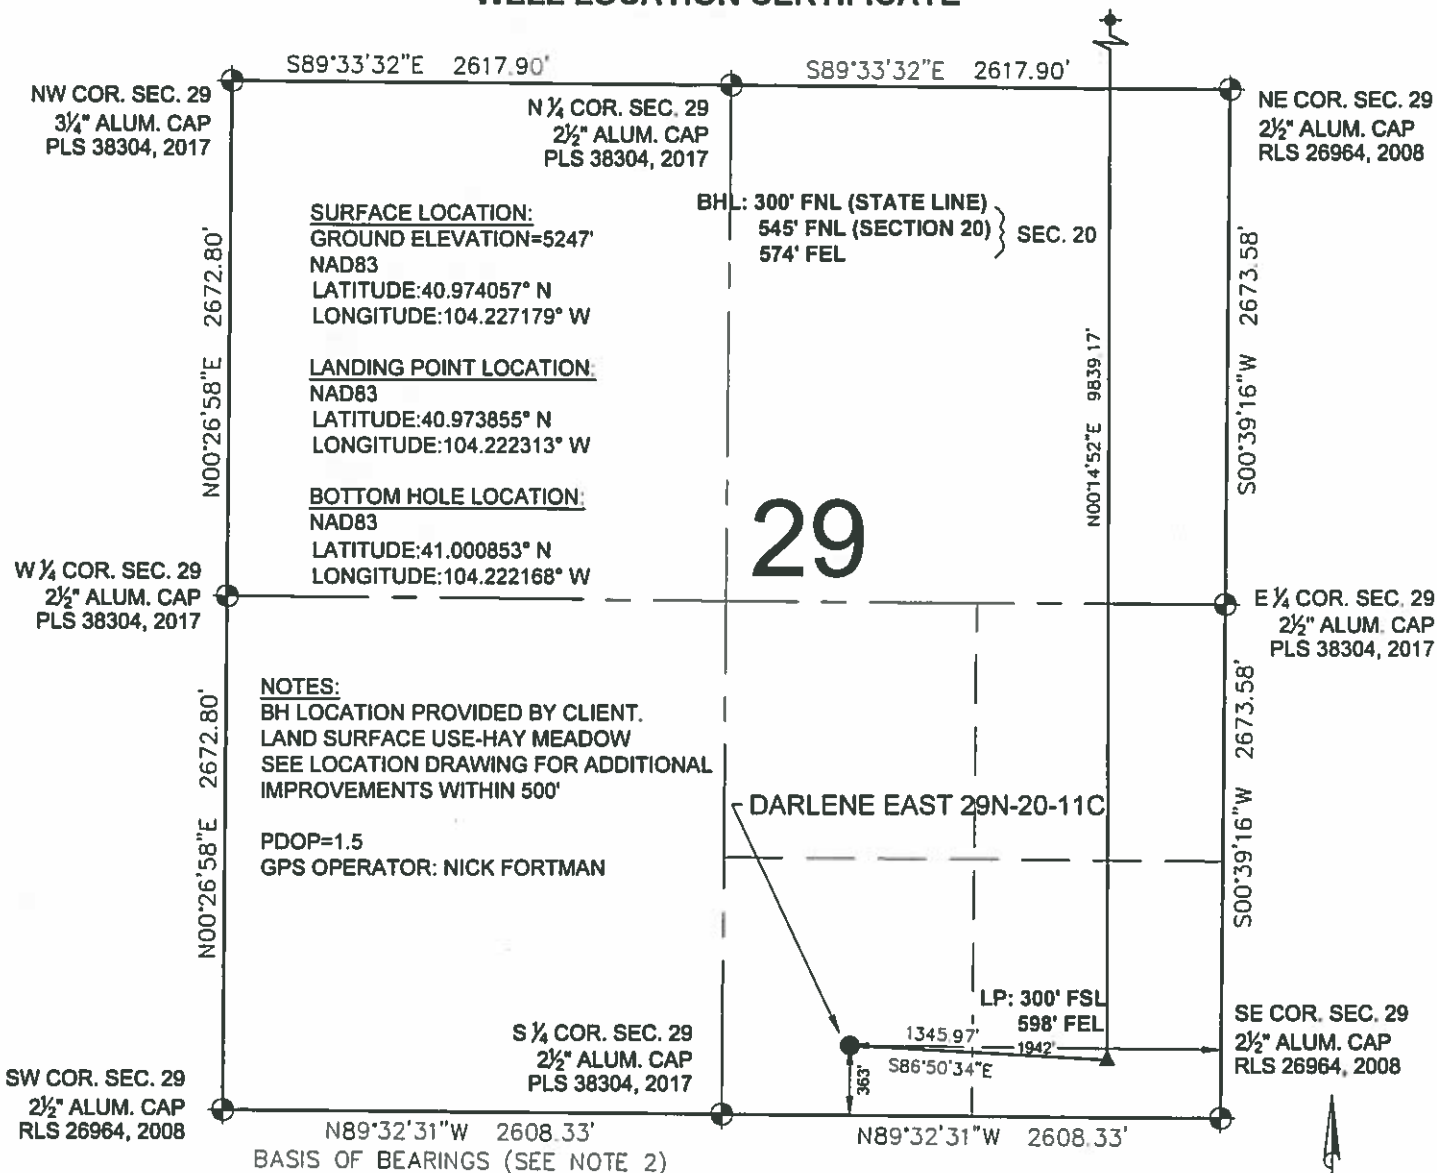 WELL LOCATION CERTIFICATE
S89°33'32"E 2617.90'
S89°33'32"E 2617.90'
NW COR. SEC. 29
3¼" ALUM. CAP
PLS 38304, 2017
N ¼ COR. SEC. 29
2½" ALUM. CAP
PLS 38304, 2017
NE COR. SEC. 29
2½" ALUM. CAP
RLS 26964, 2008
BHL: 300' FNL (STATE LINE)
545' FNL (SECTION 20)
574' FEL
SEC. 20
SURFACE LOCATION:
GROUND ELEVATION=5247'
NAD83
LATITUDE:40.974057° N
LONGITUDE:104.227179° W
LANDING POINT LOCATION:
NAD83
LATITUDE:40.973855° N
LONGITUDE:104.222313° W
BOTTOM HOLE LOCATION:
NAD83
LATITUDE:41.000853° N
LONGITUDE:104.222168° W
N00°26'58"E 2672.80'
N00°14'52"E 9839.17'
S00°39'16"W 2673.58'
29
W ¼ COR. SEC. 29
2½" ALUM. CAP
PLS 38304, 2017
E ¼ COR. SEC. 29
2½" ALUM. CAP
PLS 38304, 2017
NOTES:
BH LOCATION PROVIDED BY CLIENT.
LAND SURFACE USE-HAY MEADOW
SEE LOCATION DRAWING FOR ADDITIONAL
IMPROVEMENTS WITHIN 500'
PDOP=1.5
GPS OPERATOR: NICK FORTMAN
N00°26'58"E 2672.80'
S00°39'16"W 2673.58'
DARLENE EAST 29N-20-11C
LP: 300' FSL
598' FEL
1345.97'
1942'
S86°50'34"E
363'
S ¼ COR. SEC. 29
2½" ALUM. CAP
PLS 38304, 2017
SE COR. SEC. 29
2½" ALUM. CAP
RLS 26964, 2008
SW COR. SEC. 29
2½" ALUM. CAP
RLS 26964, 2008
N89°32'31"W 2608.33'
N89°32'31"W 2608.33'
BASIS OF BEARINGS (SEE NOTE 2)